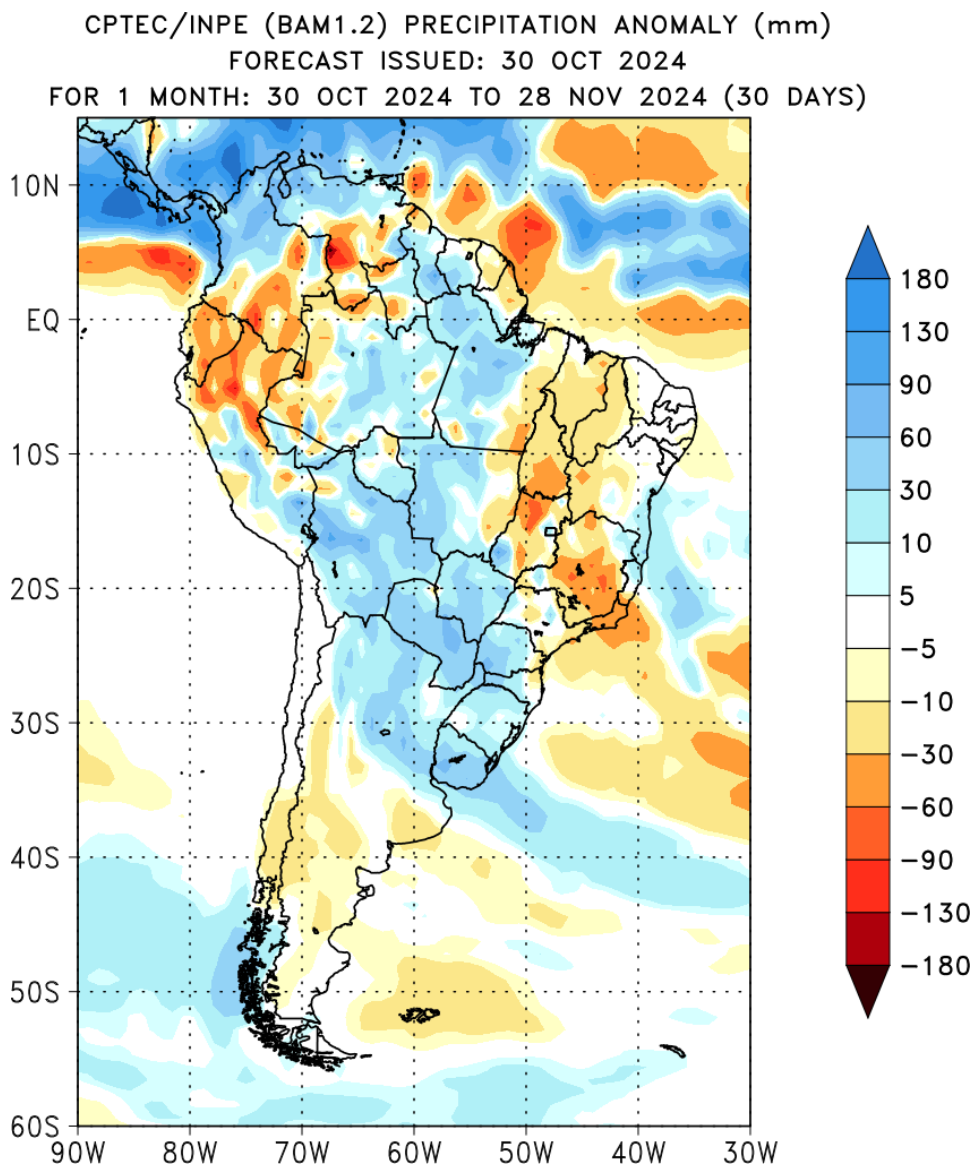 CPTEC/INPE (BAM1.2) PRECIPITATION ANOMALY (mm)
FORECAST ISSUED: 30 OCT 2024
FOR 1 MONTH: 30 OCT 2024 TO 28 NOV 2024 (30 DAYS)
10N
EQ
10S
20S
30S
40S
50S
60S
90W 80W 70W 60W 50W 40W 30W
180
130
90
60
30
10
5
−5
−10
−30
−60
−90
−130
−180